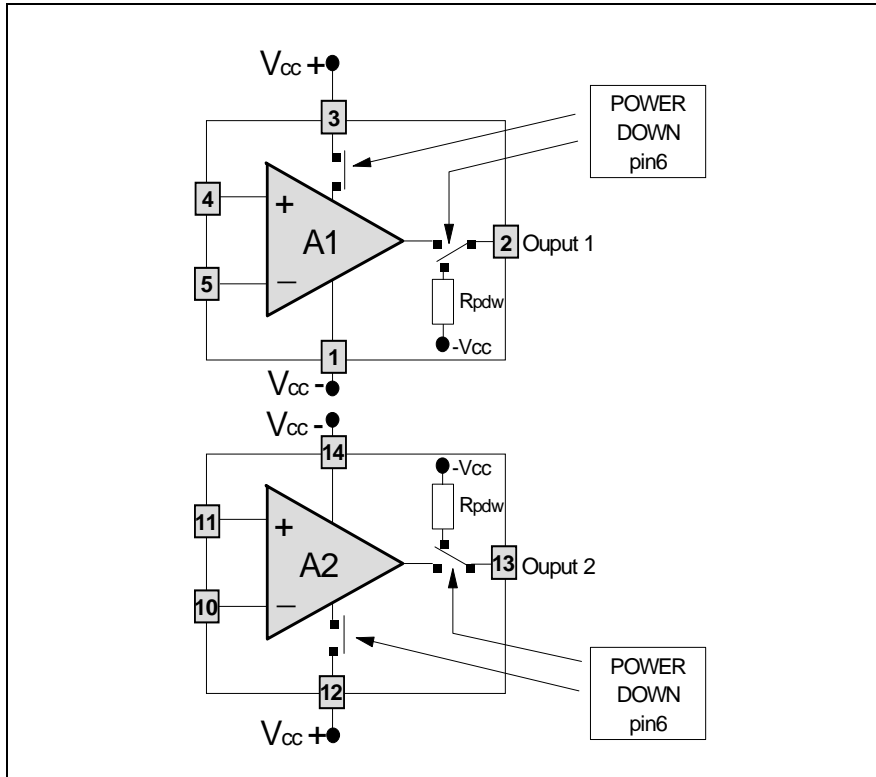 Vcc +
3
POWER
DOWN
pin6
4
+
A1
2
Ouput 1
5
–
Rpdw
-Vcc
1
Vcc -
Vcc -
14
-Vcc
Rpdw
11
+
A2
13
Ouput 2
10
–
12
Vcc +
POWER
DOWN
pin6